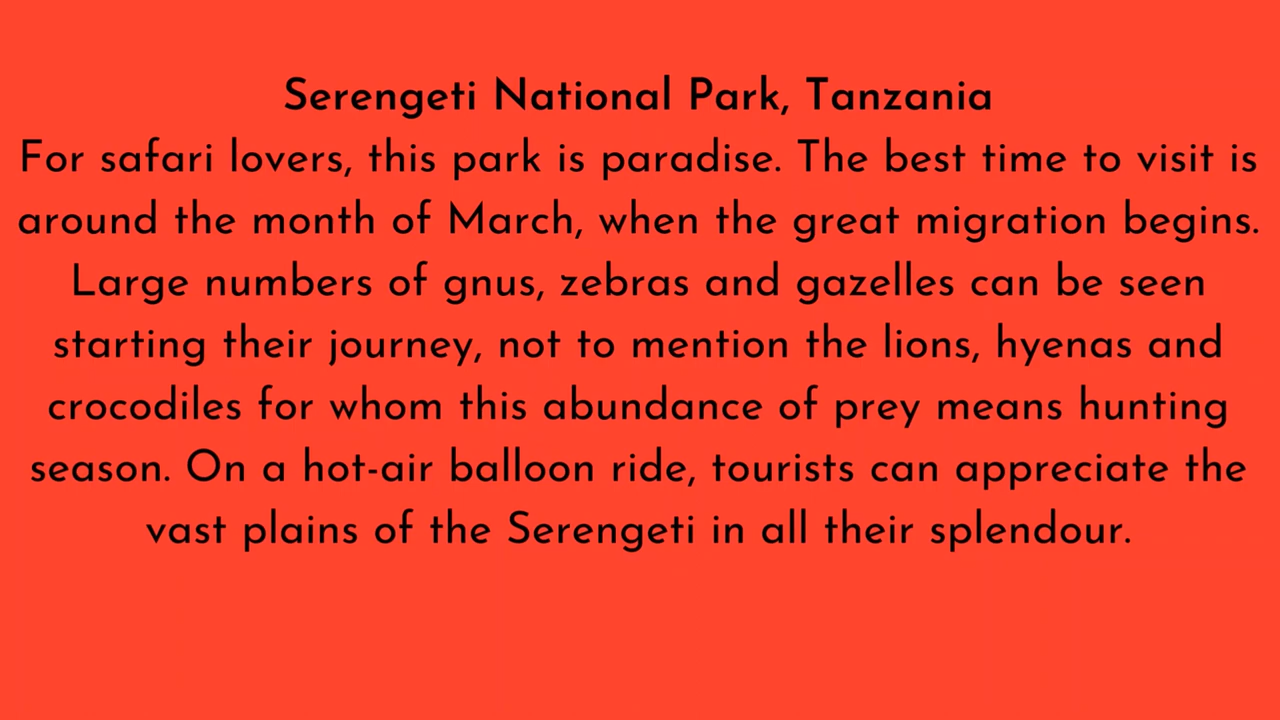 Serengeti National Park, Tanzania
For safari lovers, this park is paradise. The best time to visit is
around the month of March, when the great migration begins.
Large numbers of gnus, zebras and gazelles can be seen
starting their journey, not to mention the lions, hyenas and
crocodiles for whom this abundance of prey means hunting
season. On a hot-air balloon ride, tourists can appreciate the
vast plains of the Serengeti in all their splendour.